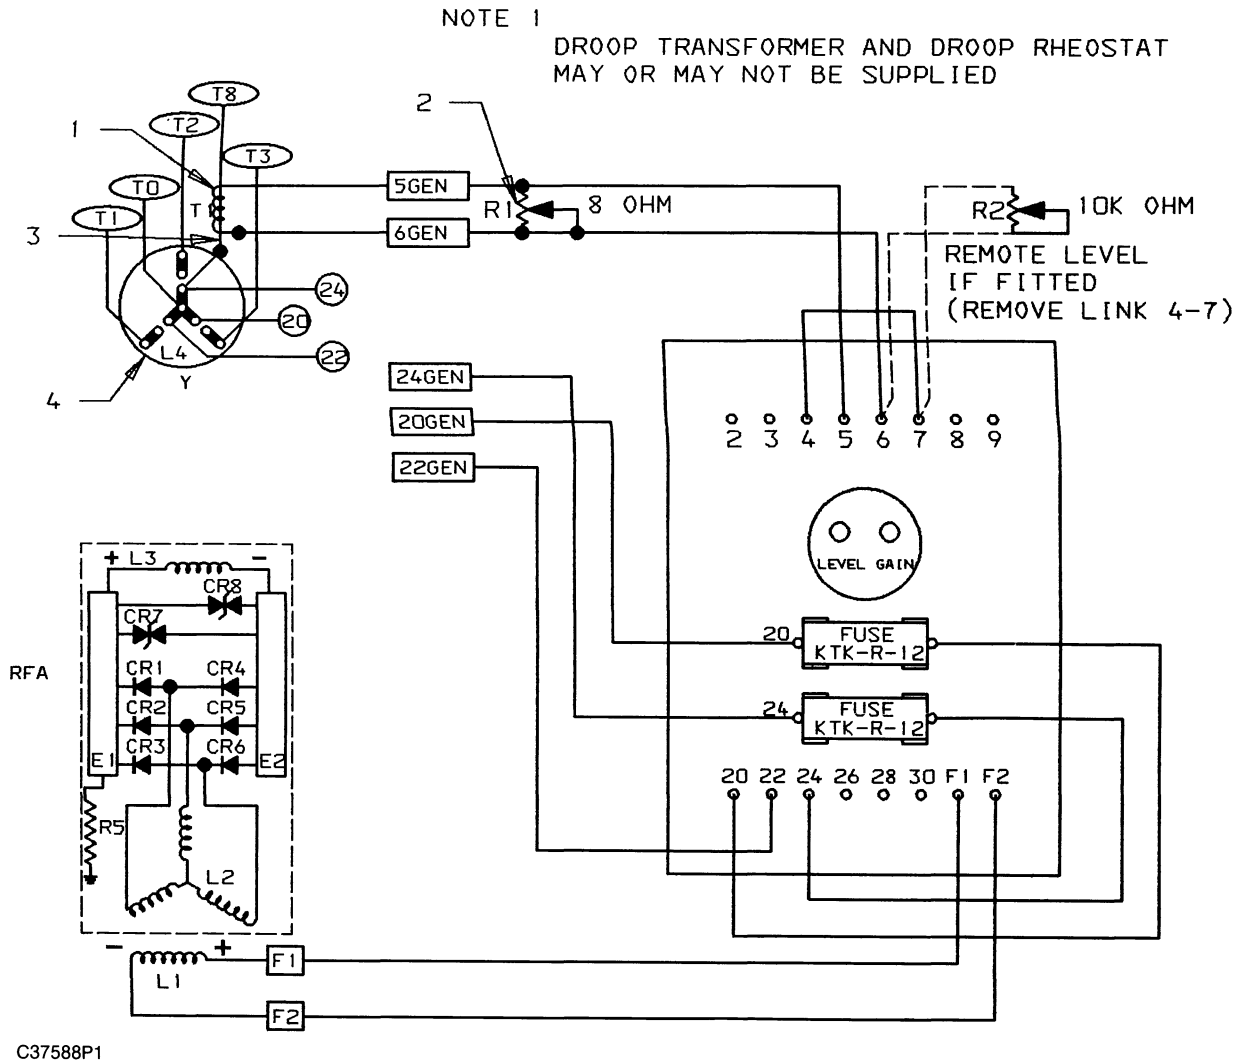 NOTE 1
DROOP TRANSFORMER AND DROOP RHEOSTAT
MAY OR MAY NOT BE SUPPLIED
T8
2
1
T2
T3
T0
5GEN
T1
R1
8 OHM
R2
10K OHM
T1
3
6GEN
REMOTE LEVEL
IF FITTED
(REMOVE LINK 4-7)
24
20
L4
22
Y
4
24GEN
20GEN
22GEN
2 3 4 5 6 7 8 9
LEVEL GAIN
+ L3 -
CR8
CR7
20
FUSE
KTK-R-12
RFA
CR1 CR4
CR2 CR5
24
FUSE
KTK-R-12
CR3 CR6
E1 E2
20 22 24 26 28 30 F1 F2
R5
L2
- +
L1
F1
F2
C37588P1